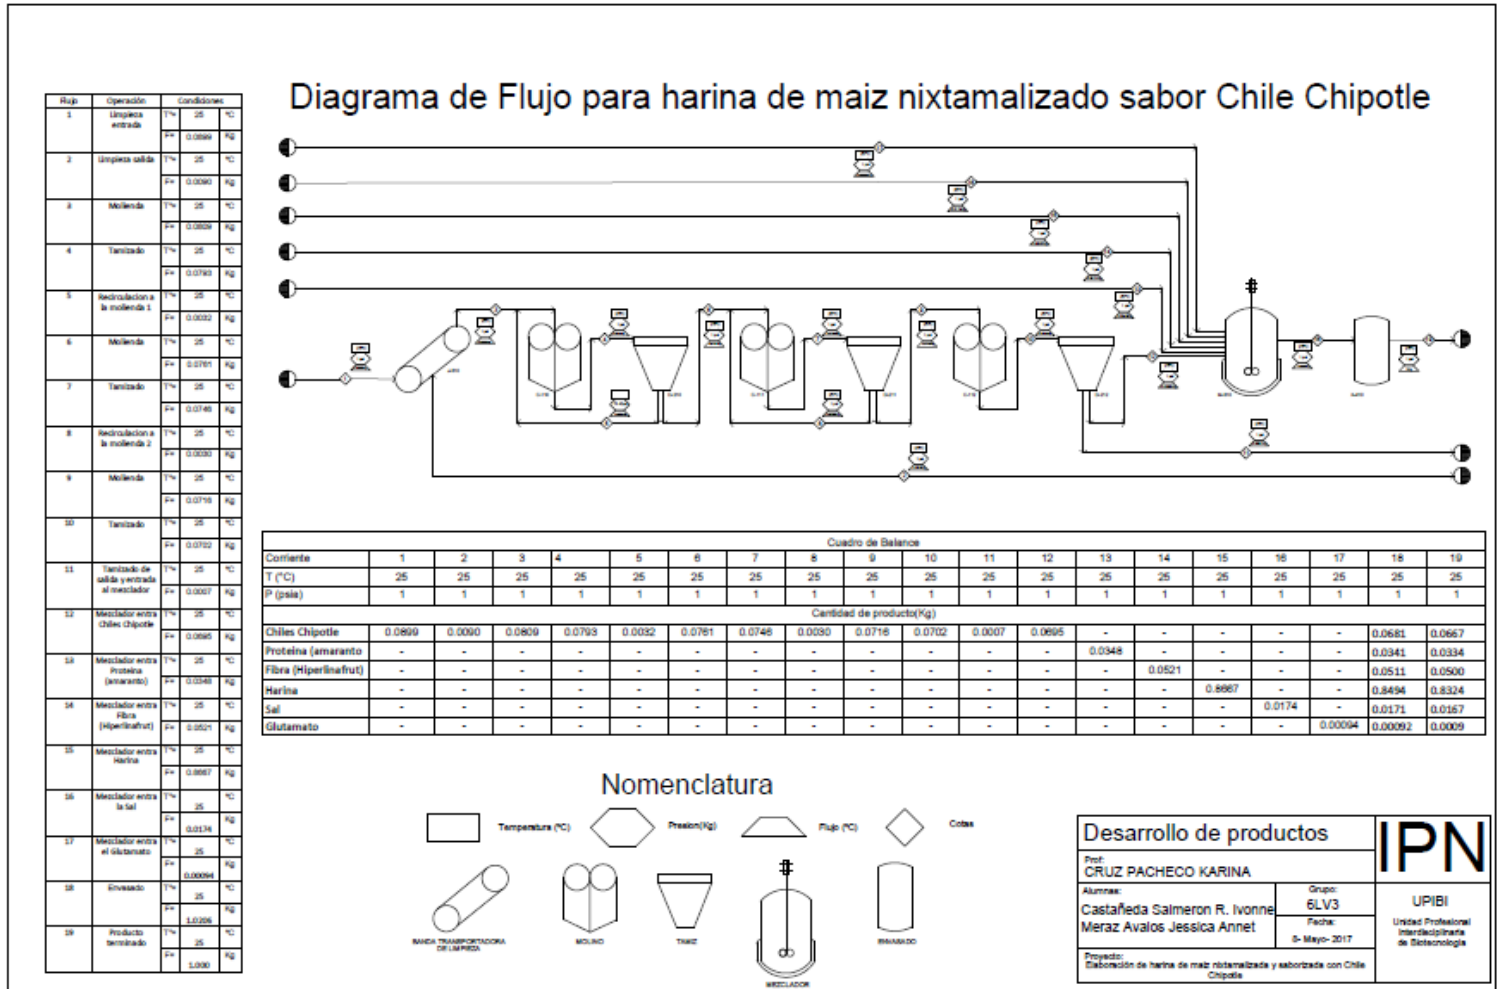 Diagrama de Flujo para harina de maiz nixtamalizado sabor Chile Chipotle
Flujo Operación Condiciones
1 Limpieza entrada T°= 25 °C
F= 0.0899 Kg
2 Limpieza salida T°= 25 °C
F= 0.0090 Kg
3 Molienda T°= 25 °C
F= 0.0809 Kg
4 Tamizado T°= 25 °C
F= 0.0793 Kg
5 Recirculacion a la molienda 1 T°= 25 °C
F= 0.0032 Kg
6 Molienda T°= 25 °C
F= 0.0761 Kg
7 Tamizado T°= 25 °C
F= 0.0746 Kg
8 Recirculacion a la molienda 2 T°= 25 °C
F= 0.0030 Kg
9 Molienda T°= 25 °C
F= 0.0716 Kg
10 Tamizado T°= 25 °C
F= 0.0702 Kg
11 Tamizado de salida y entrada al mezclador T°= 25 °C
F= 0.0007 Kg
12 Mezclador entra Chiles Chipotle T°= 25 °C
F= 0.0695 Kg
13 Mezclador entra Proteina (amaranto) T°= 25 °C
F= 0.0348 Kg
14 Mezclador entra Fibra (Hiperlinafrut) T°= 25 °C
F= 0.0521 Kg
15 Mezclador entra Harina T°= 25 °C
F= 0.8667 Kg
16 Mezclador entra la Sal T°= 25 °C
F= 0.0174 Kg
17 Mezclador entra el Glutamato T°= 25 °C
F= 0.00094 Kg
18 Envasado T°= 25 °C
F= 1.0206 Kg
19 Producto terminado T°= 25 °C
F= 1.000 Kg
Cuadro de Balance
Corriente 1 2 3 4 5 6 7 8 9 10 11 12 13 14 15 16 17 18 19
T (°C) 25 25 25 25 25 25 25 25 25 25 25 25 25 25 25 25 25 25 25
P (psia) 1 1 1 1 1 1 1 1 1 1 1 1 1 1 1 1 1 1 1
Cantidad de producto(Kg)
Chiles Chipotle 0.0899 0.0090 0.0809 0.0793 0.0032 0.0761 0.0746 0.0030 0.0716 0.0702 0.0007 0.0695 - - - - - 0.0681 0.0667
Proteina (amaranto - - - - - - - - - - - - 0.0348 - - - - 0.0341 0.0334
Fibra (Hiperlinafrut) - - - - - - - - - - - - - 0.0521 - - - 0.0511 0.0500
Harina - - - - - - - - - - - - - - 0.8667 - - 0.8494 0.8324
Sal - - - - - - - - - - - - - - - 0.0174 - 0.0171 0.0167
Glutamato - - - - - - - - - - - - - - - - 0.00094 0.00092 0.0009
Nomenclatura
Temperatura (°C) Presion(Kg) Flujo (°C) Cotas
BANDA TRANSPORTADORA DE LIMPIEZA
MOLINO
TAMIZ
MEZCLADOR
ENVASADO
Desarrollo de productos
IPN
Prof:
CRUZ PACHECO KARINA
Alumnas:
Castañeda Salmeron R. Ivonne
Meraz Avalos Jessica Annet
Grupo:
6LV3
Fecha:
8- Mayo- 2017
UPIBI
Unidad Profesional
Interdisciplinaria
de Biotecnologia
Proyecto:
Elaboración de harina de maiz nixtamalizada y saborizada con Chile
Chipotle